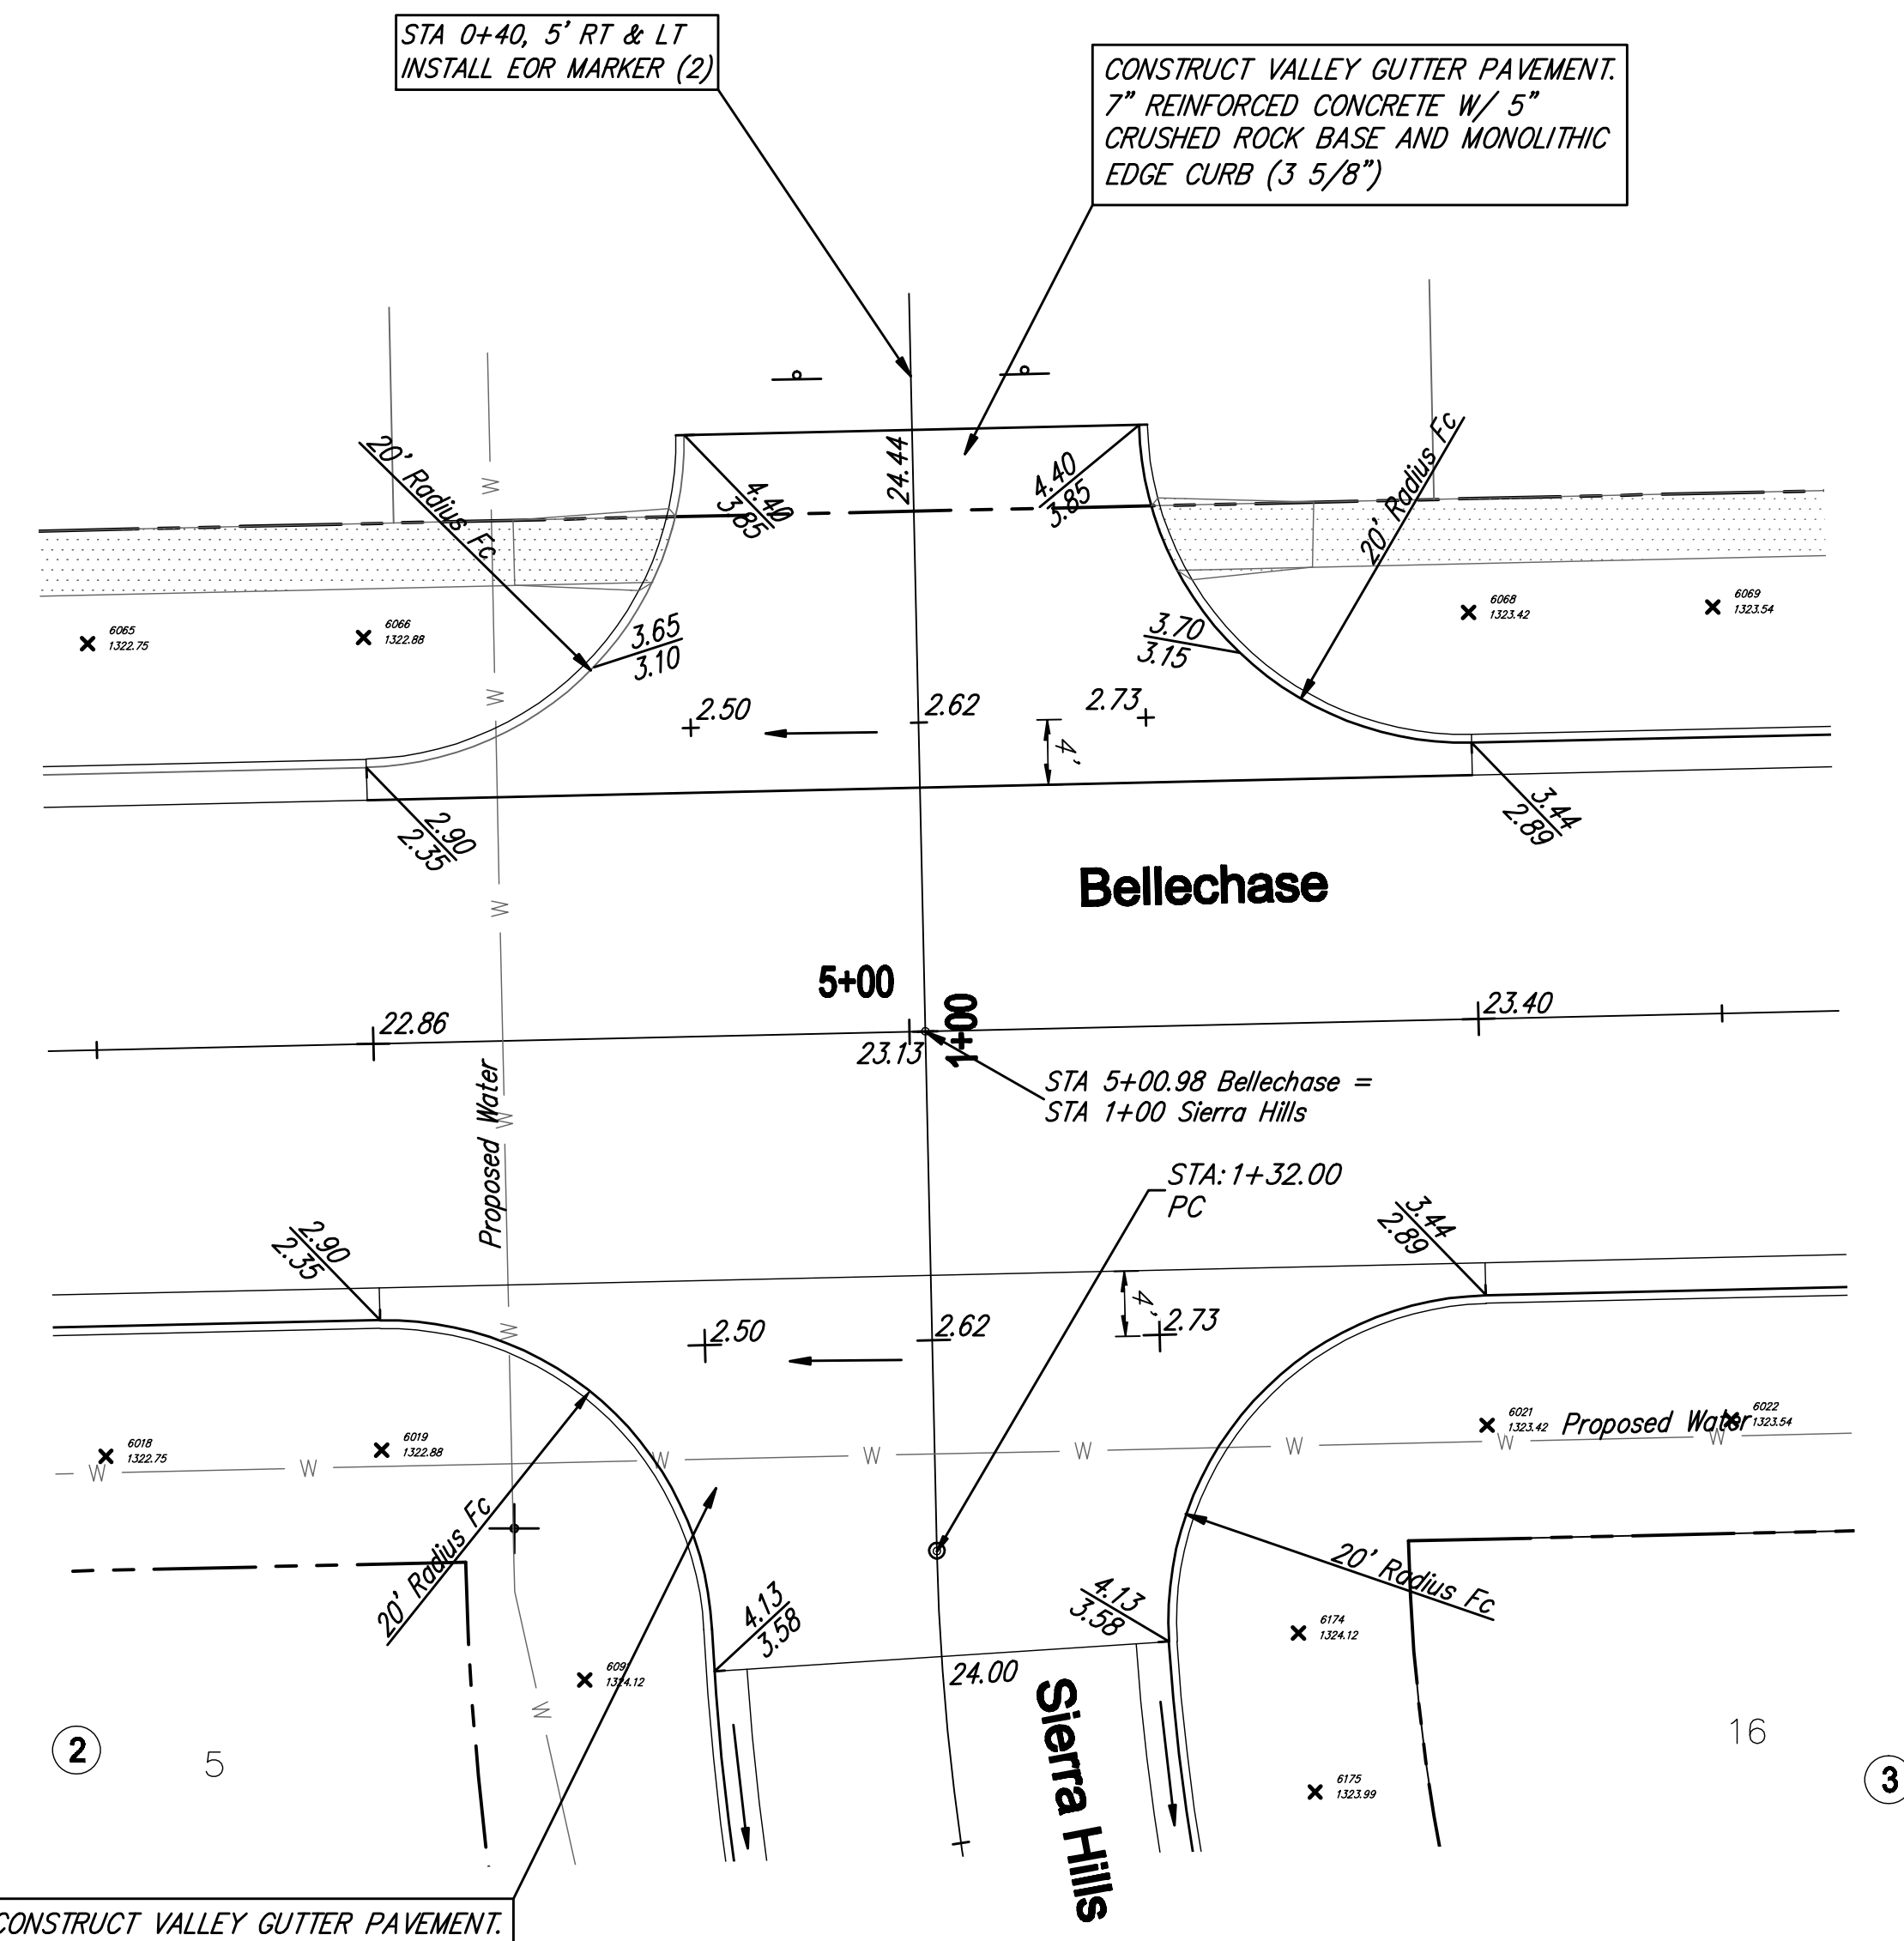 STA 0+40, 5' RT & LT
INSTALL EOR MARKER (2)
CONSTRUCT VALLEY GUTTER PAVEMENT.
7" REINFORCED CONCRETE W/ 5"
CRUSHED ROCK BASE AND MONOLITHIC
EDGE CURB (3 5/8")
20' Radius Fc
W
24.44
4.40
3.85
4.40
3.85
20' Radius Fc
6065
1322.75
6066
1322.88
3.65
3.10
3.70
3.15
6068
1323.42
6069
1323.54
W
2.50
2.62
2.73
4'
2.90
2.35
3.44
2.89
Bellechase
W
5+00
1+00
22.86
23.13
23.40
STA 5+00.98 Bellechase =
STA 1+00 Sierra Hills
Proposed Water
W
STA: 1+32.00
PC
2.90
2.35
3.44
2.89
W
2.50
2.62
4'
2.73
6018
1322.75
6019
1322.88
6021
1323.42
Proposed Water
6022
1323.54
W
W
W
W
W
W
W
W
20' Radius Fc
20' Radius Fc
4.13
3.58
4.13
3.58
6174
1324.12
1324.12
24.00
W
Sierra Hills
2
5
16
6175
1323.99
3
CONSTRUCT VALLEY GUTTER PAVEMENT.